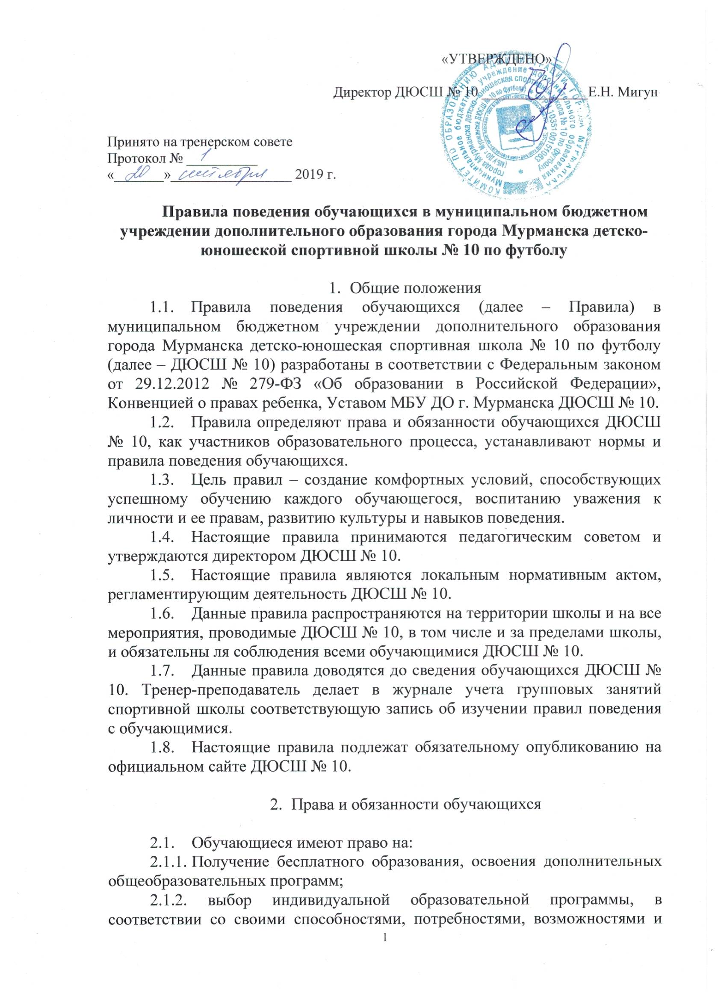 «УТВЕРЖДЕНО»
Директор ДЮСШ № 10 Е.Н. Мигун
Принято на тренерском совете
Протокол № 1
«20» сентября 2019 г.
КОМИТЕТ ПО ОБРАЗОВАНИЮ АДМИНИСТРАЦИИ ГОРОДА МУРМАНСКА
Муниципальное бюджетное учреждение дополнительного образования
города Мурманска детско-юношеская спортивная школа № 10 по футболу
(МБУДО г. Мурманска ДЮСШ № 10 по футболу) * ОГРН 1035100151063 *
Правила поведения обучающихся в муниципальном бюджетном
учреждении дополнительного образования города Мурманска детско-
юношеской спортивной школы № 10 по футболу
1. Общие положения
1.1. Правила поведения обучающихся (далее – Правила) в
муниципальном бюджетном учреждении дополнительного образования
города Мурманска детско-юношеская спортивная школа № 10 по футболу
(далее – ДЮСШ № 10) разработаны в соответствии с Федеральным законом
от 29.12.2012 № 279-ФЗ «Об образовании в Российской Федерации»,
Конвенцией о правах ребенка, Уставом МБУ ДО г. Мурманска ДЮСШ № 10.
1.2. Правила определяют права и обязанности обучающихся ДЮСШ
№ 10, как участников образовательного процесса, устанавливают нормы и
правила поведения обучающихся.
1.3. Цель правил – создание комфортных условий, способствующих
успешному обучению каждого обучающегося, воспитанию уважения к
личности и ее правам, развитию культуры и навыков поведения.
1.4. Настоящие правила принимаются педагогическим советом и
утверждаются директором ДЮСШ № 10.
1.5. Настоящие правила являются локальным нормативным актом,
регламентирующим деятельность ДЮСШ № 10.
1.6. Данные правила распространяются на территории школы и на все
мероприятия, проводимые ДЮСШ № 10, в том числе и за пределами школы,
и обязательны ля соблюдения всеми обучающимися ДЮСШ № 10.
1.7. Данные правила доводятся до сведения обучающихся ДЮСШ №
10. Тренер-преподаватель делает в журнале учета групповых занятий
спортивной школы соответствующую запись об изучении правил поведения
с обучающимися.
1.8. Настоящие правила подлежат обязательному опубликованию на
официальном сайте ДЮСШ № 10.
2. Права и обязанности обучающихся
2.1. Обучающиеся имеют право на:
2.1.1. Получение бесплатного образования, освоения дополнительных
общеобразовательных программ;
2.1.2. выбор индивидуальной образовательной программы, в
соответствии со своими способностями, потребностями, возможностями и
1